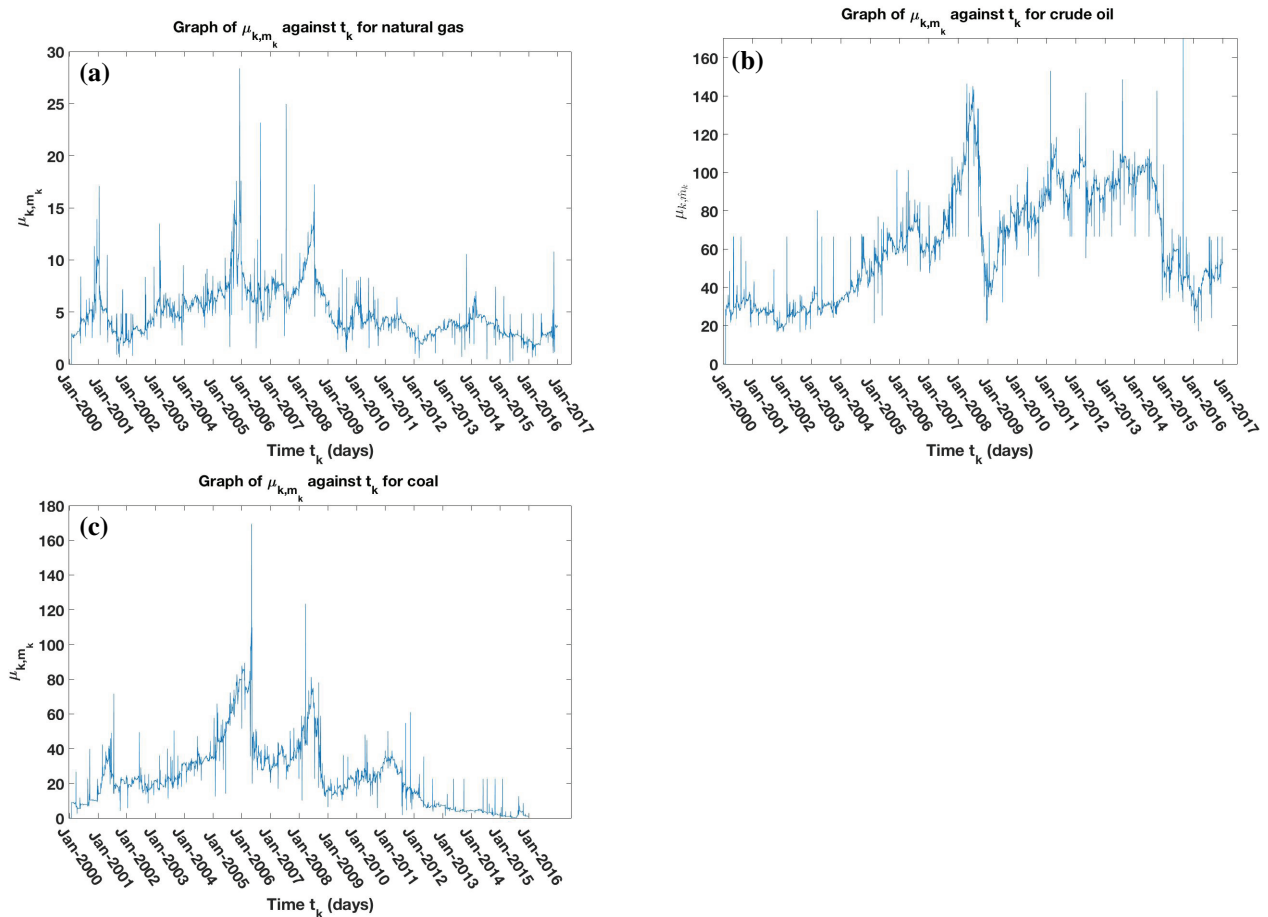 Graph of μk,mk against tk for natural gas
(a)
30
25
20
15
10
5
0
μk,mk
Jan-2000
Jan-2001
Jan-2002
Jan-2003
Jan-2004
Jan-2005
Jan-2006
Jan-2007
Jan-2008
Jan-2009
Jan-2010
Jan-2011
Jan-2012
Jan-2013
Jan-2014
Jan-2015
Jan-2016
Jan-2017
Time tk (days)
Graph of μk,mk against tk for crude oil
(b)
160
140
120
100
80
60
40
20
0
μk,m̂k
Jan-2000
Jan-2001
Jan-2002
Jan-2003
Jan-2004
Jan-2005
Jan-2006
Jan-2007
Jan-2008
Jan-2009
Jan-2010
Jan-2011
Jan-2012
Jan-2013
Jan-2014
Jan-2015
Jan-2016
Jan-2017
Time tk (days)
Graph of μk,mk against tk for coal
(c)
180
160
140
120
100
80
60
40
20
0
μk,mk
Jan-2000
Jan-2001
Jan-2002
Jan-2003
Jan-2004
Jan-2005
Jan-2006
Jan-2007
Jan-2008
Jan-2009
Jan-2010
Jan-2011
Jan-2012
Jan-2013
Jan-2014
Jan-2015
Jan-2016
Time tk (days)